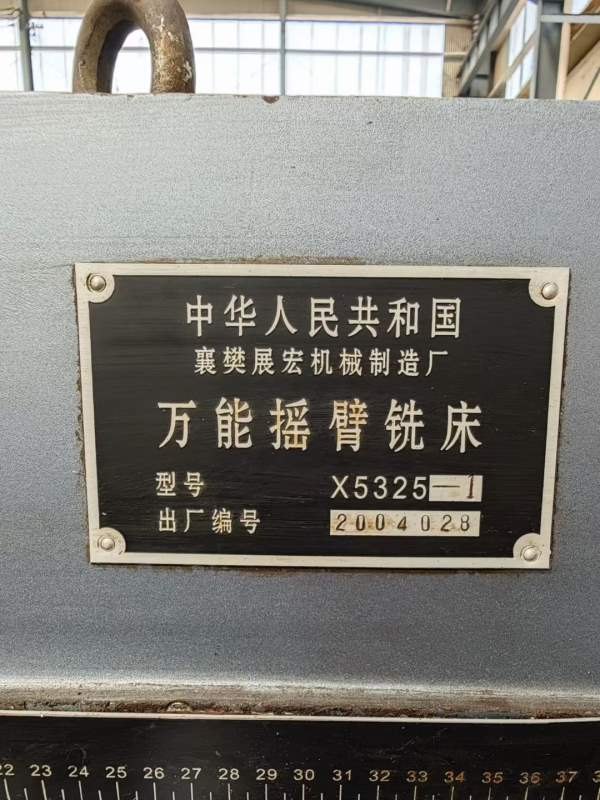 中华人民共和国
襄樊展宏机械制造厂
万能摇臂铣床
型号 X5325-1
出厂编号 2004028
22 23 24 25 26 27 28 29 30 31 32 33 34 35 36 37